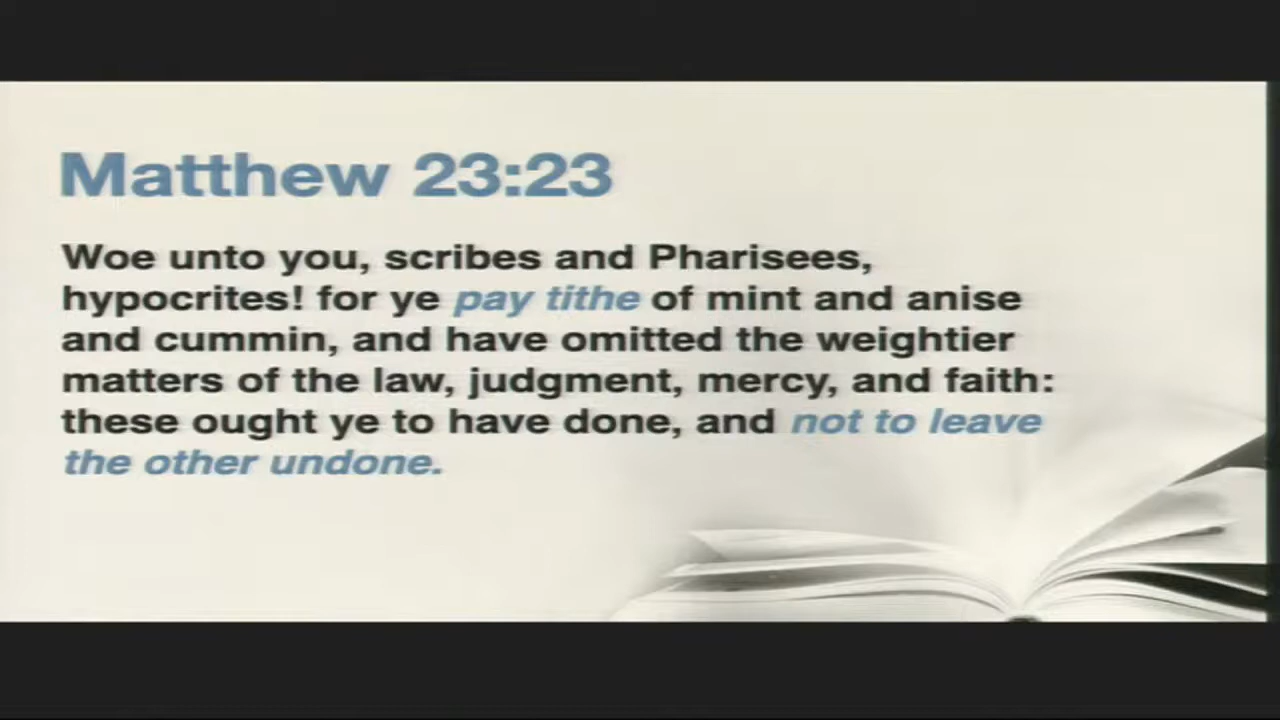 Matthew 23:23
Woe unto you, scribes and Pharisees,
hypocrites! for ye pay tithe of mint and anise
and cummin, and have omitted the weightier
matters of the law, judgment, mercy, and faith:
these ought ye to have done, and not to leave
the other undone.